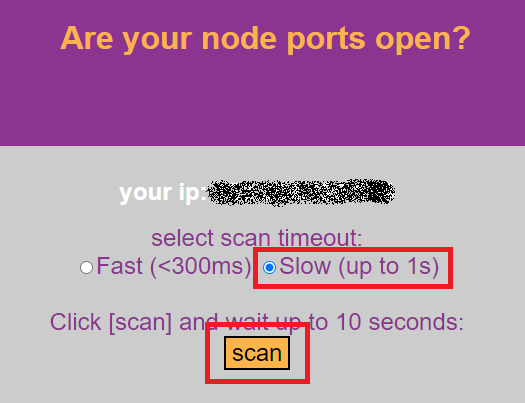 Are your node ports open?
your ip:
select scan timeout:
Fast (<300ms) Slow (up to 1s)
Click [scan] and wait up to 10 seconds:
scan